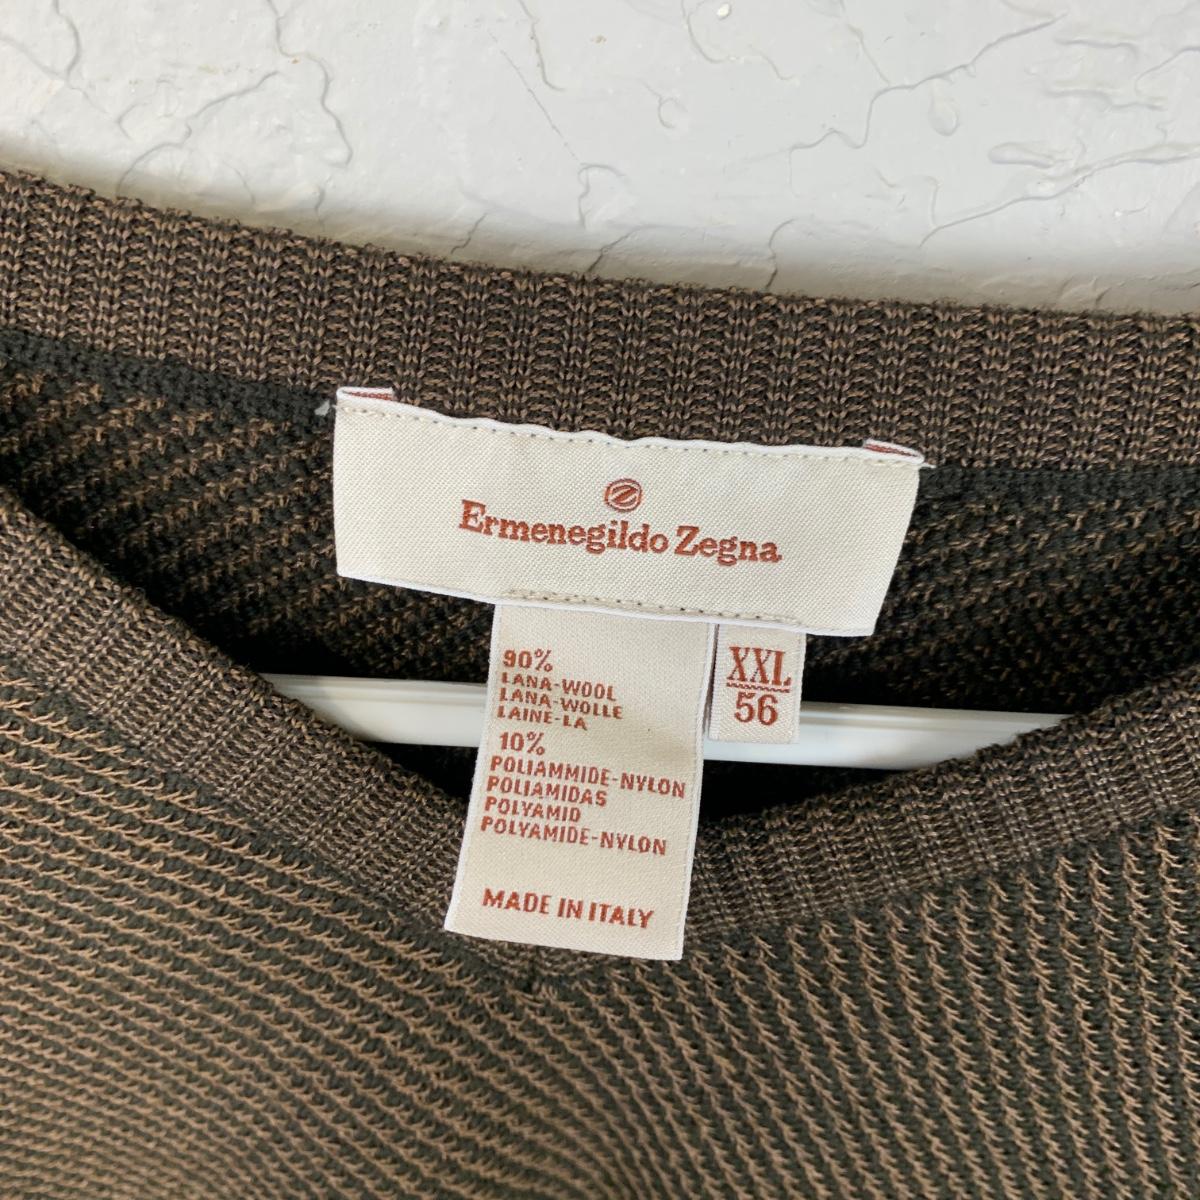 Ermenegildo Zegna
90%
LANA-WOOL
LANA-WOLLE
LAINE-LA
10%
POLIAMMIDE-NYLON
POLIAMIDAS
POLYAMID
POLYAMIDE-NYLON
MADE IN ITALY
XXL
56